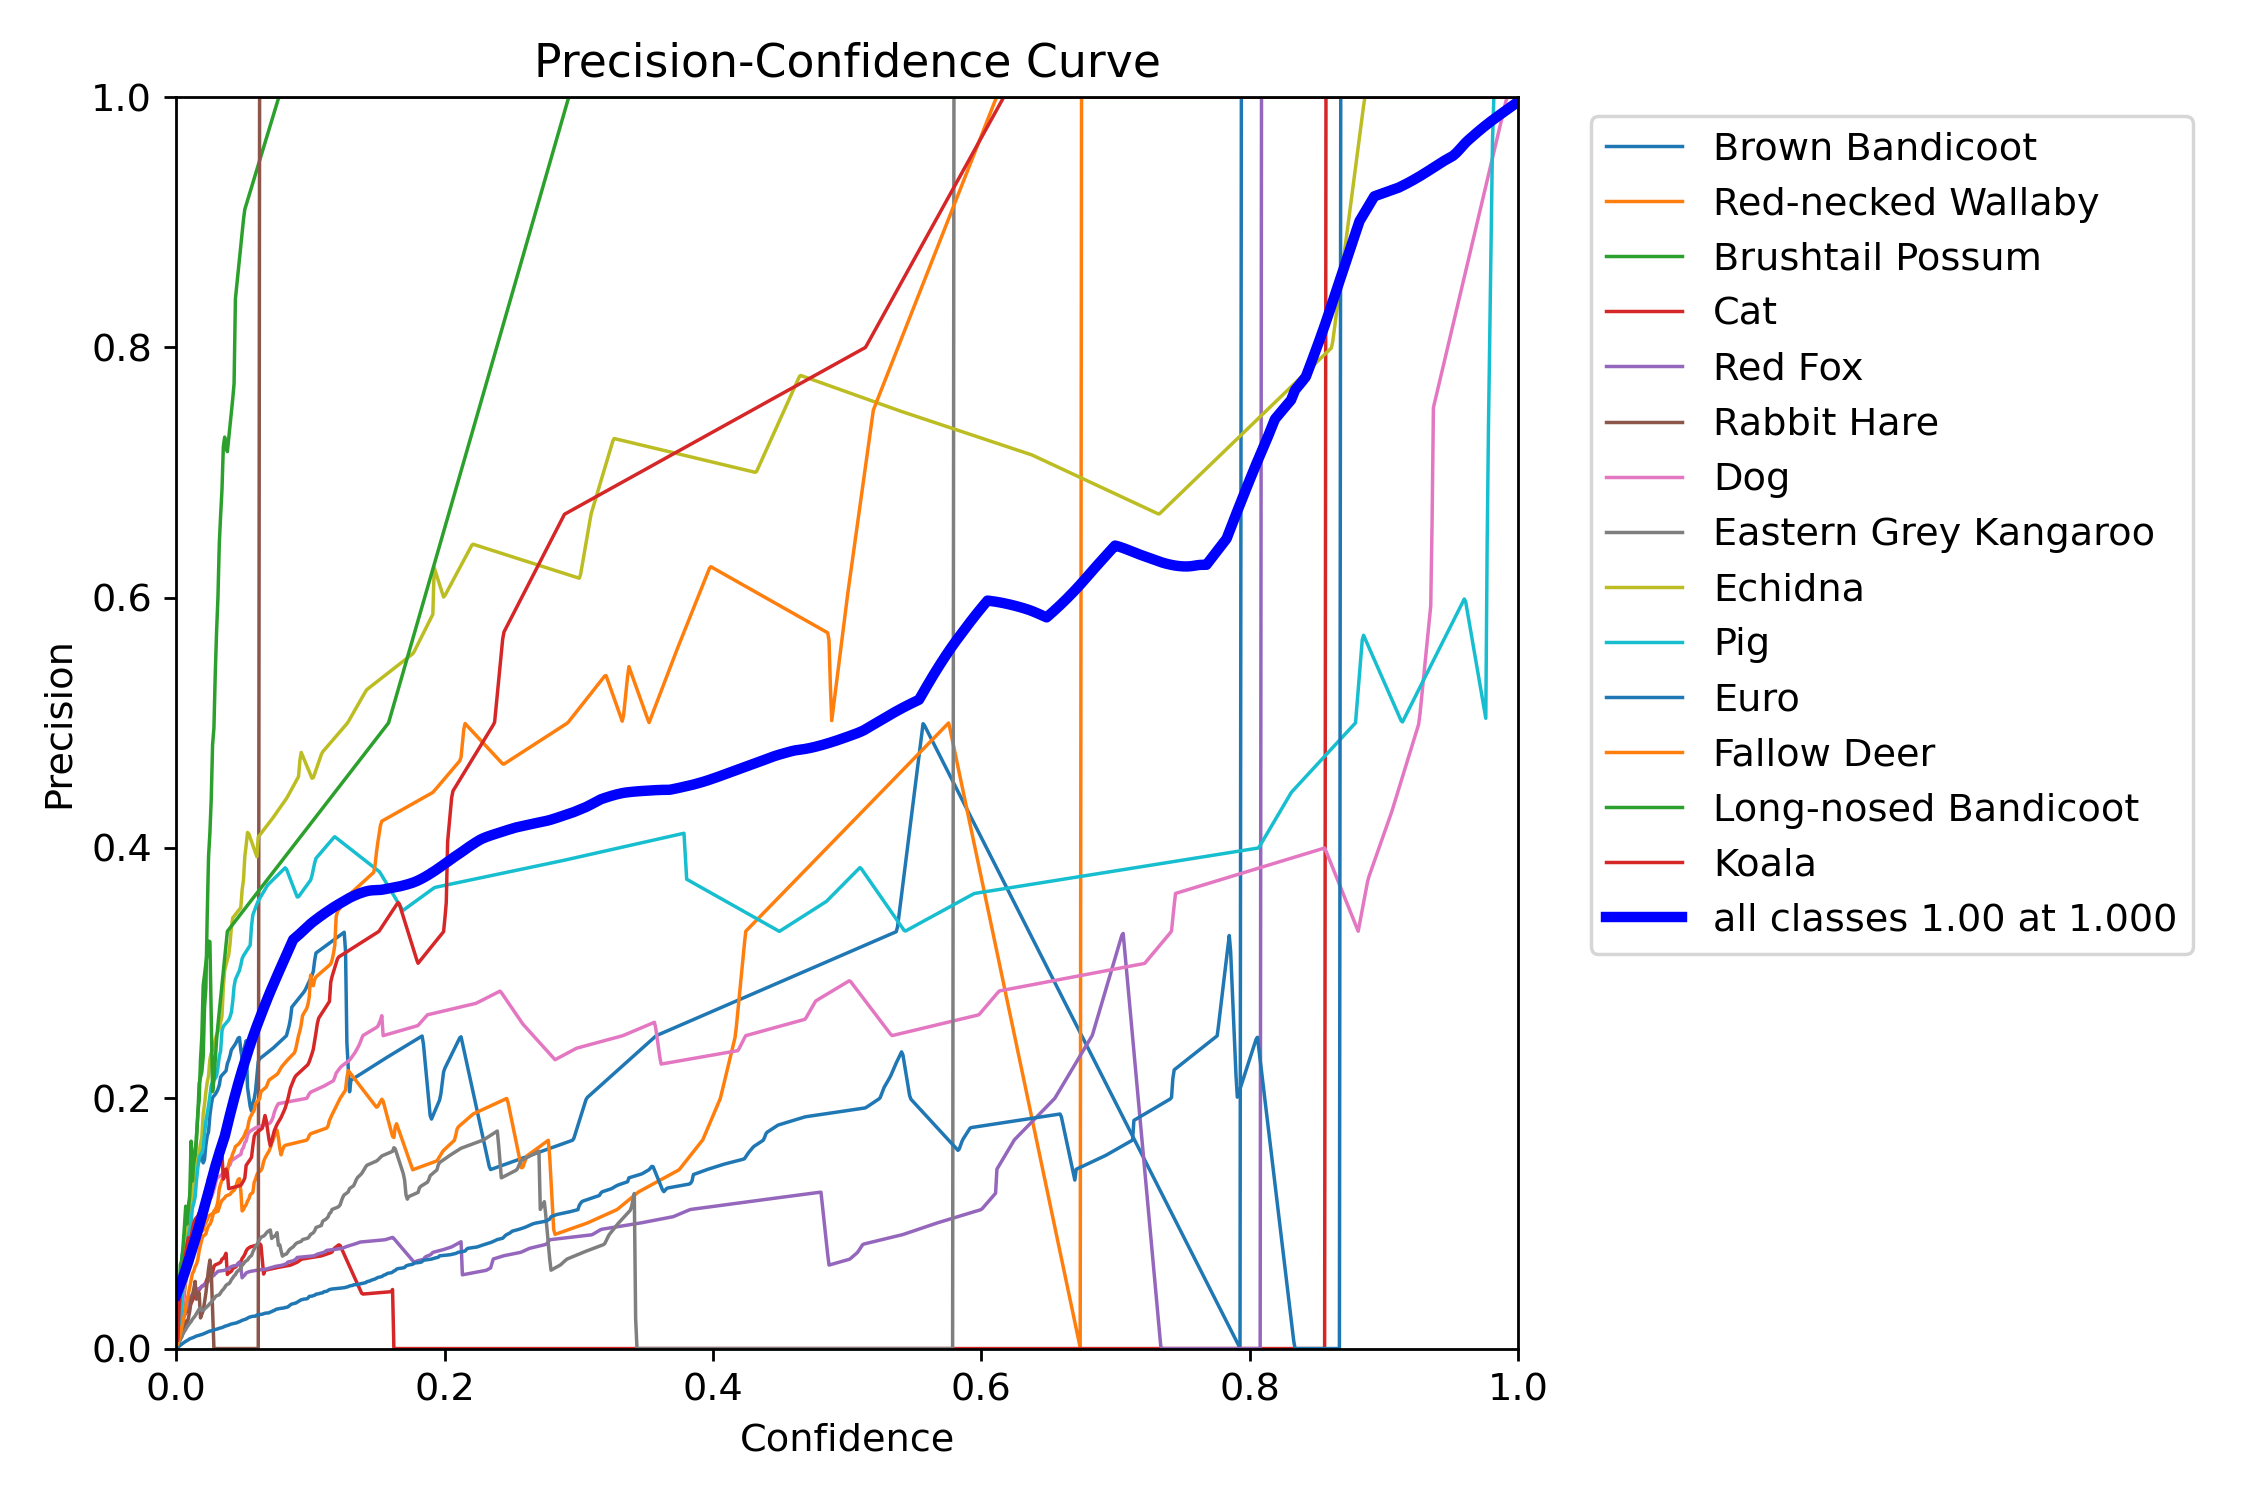 Precision-Confidence Curve
1.0
0.8
0.6
0.4
0.2
0.0
Precision
0.0 0.2 0.4 0.6 0.8 1.0
Confidence
Brown Bandicoot
Red-necked Wallaby
Brushtail Possum
Cat
Red Fox
Rabbit Hare
Dog
Eastern Grey Kangaroo
Echidna
Pig
Euro
Fallow Deer
Long-nosed Bandicoot
Koala
all classes 1.00 at 1.000